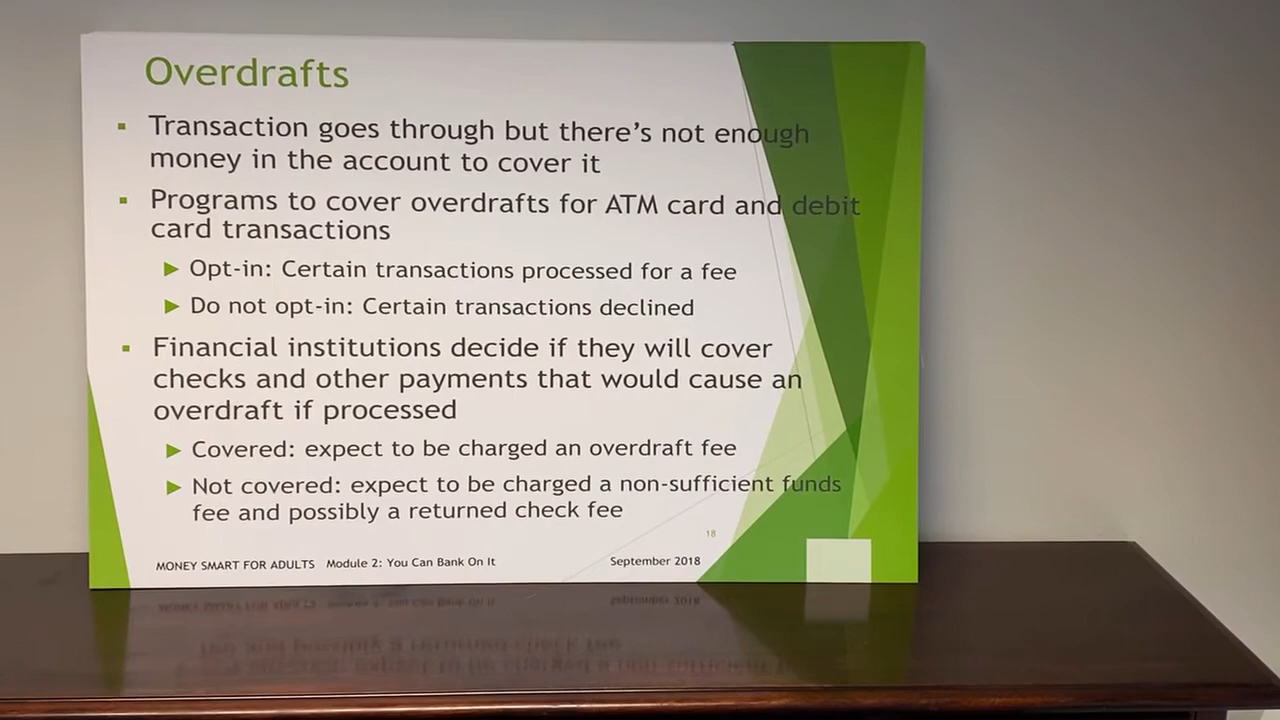 Overdrafts
Transaction goes through but there's not enough
money in the account to cover it
Programs to cover overdrafts for ATM card and debit
card transactions
Opt-in: Certain transactions processed for a fee
Do not opt-in: Certain transactions declined
Financial institutions decide if they will cover
checks and other payments that would cause an
overdraft if processed
Covered: expect to be charged an overdraft fee
Not covered: expect to be charged a non-sufficient funds
fee and possibly a returned check fee
18
MONEY SMART FOR ADULTS Module 2: You Can Bank On It September 2018